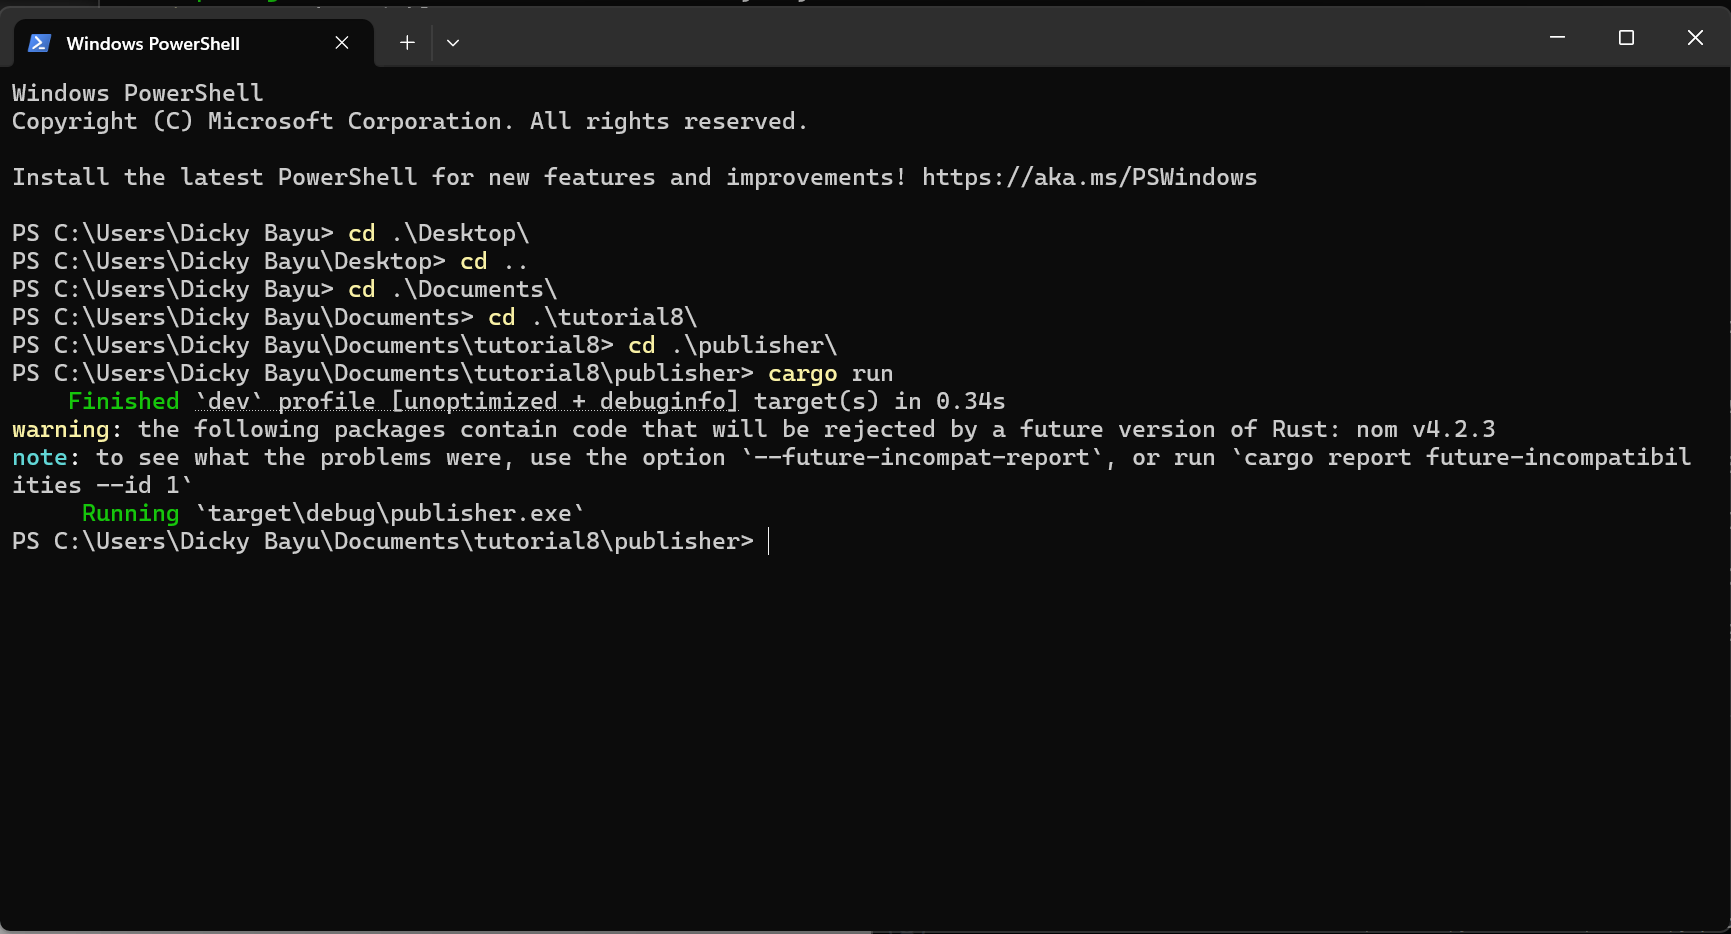 Windows PowerShell
Windows PowerShell
Copyright (C) Microsoft Corporation. All rights reserved.
Install the latest PowerShell for new features and improvements! https://aka.ms/PSWindows
PS C:\Users\Dicky Bayu> cd .\Desktop\
PS C:\Users\Dicky Bayu\Desktop> cd ..
PS C:\Users\Dicky Bayu> cd .\Documents\
PS C:\Users\Dicky Bayu\Documents> cd .\tutorial8\
PS C:\Users\Dicky Bayu\Documents\tutorial8> cd .\publisher\
PS C:\Users\Dicky Bayu\Documents\tutorial8\publisher> cargo run
Finished `dev` profile [unoptimized + debuginfo] target(s) in 0.34s
warning: the following packages contain code that will be rejected by a future version of Rust: nom v4.2.3
note: to see what the problems were, use the option `--future-incompat-report`, or run `cargo report future-incompatibil
ities --id 1`
Running `target\debug\publisher.exe`
PS C:\Users\Dicky Bayu\Documents\tutorial8\publisher>